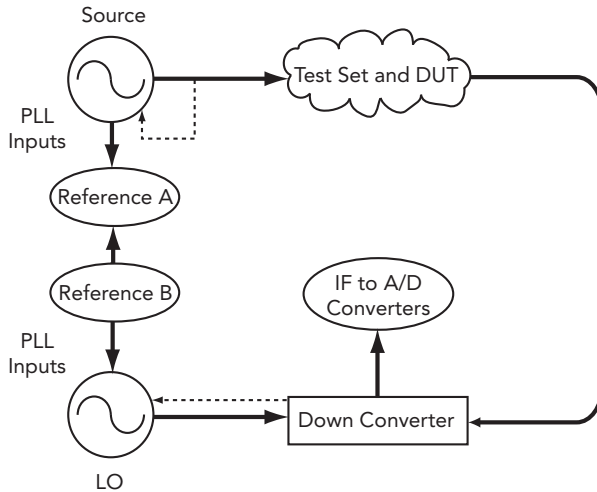 Source
Test Set and DUT
PLL
Inputs
Reference A
Reference B
IF to A/D
Converters
PLL
Inputs
Down Converter
LO